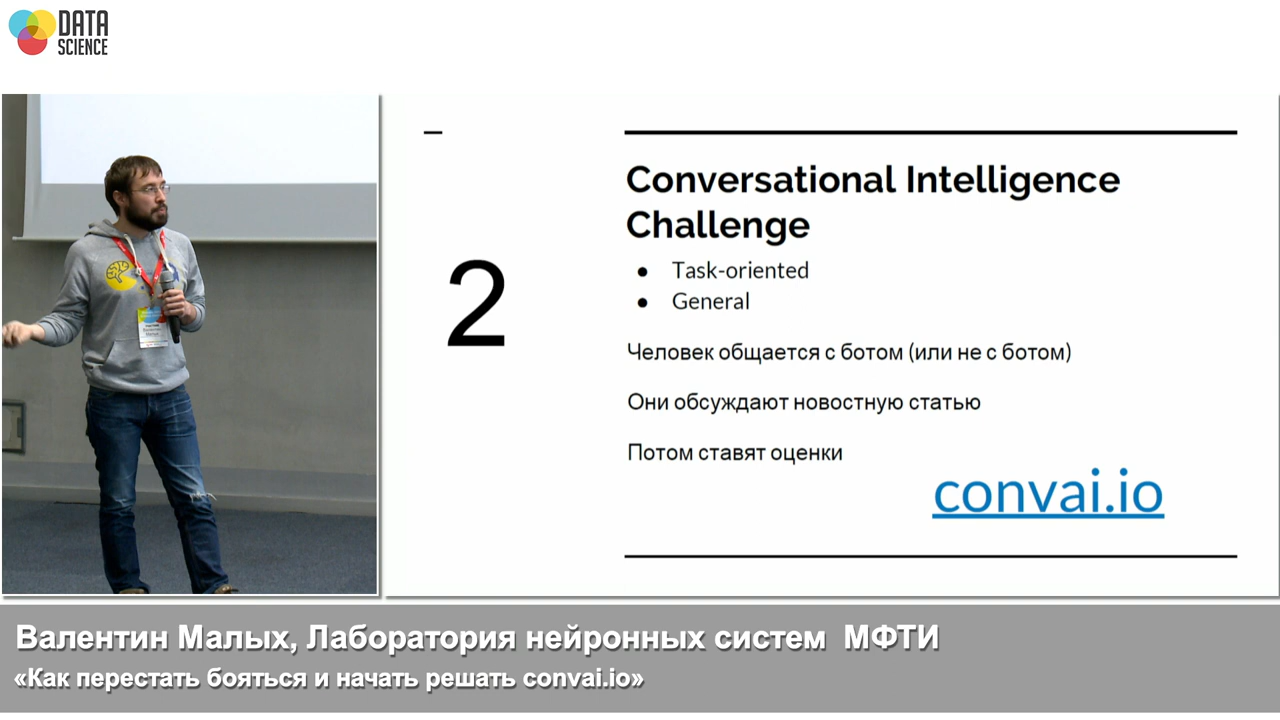 DATA
SCIENCE
2
Conversational Intelligence
Challenge
● Task-oriented
● General
Человек общается с ботом (или не с ботом)
Они обсуждают новостную статью
Потом ставят оценки
convai.io
Валентин Малых, Лаборатория нейронных систем МФТИ
«Как перестать бояться и начать решать convai.io»